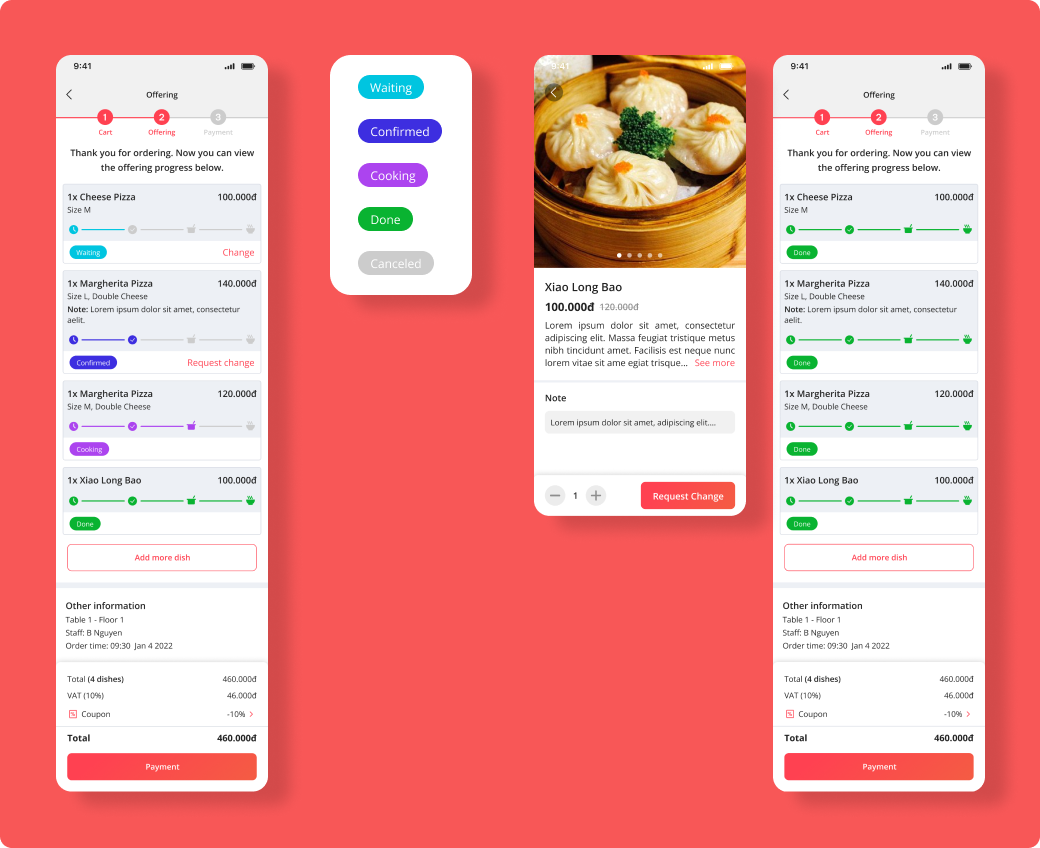 9:41
Offering
1
2
3
Cart
Offering
Payment
Thank you for ordering. Now you can view
the offering progress below.
1x Cheese Pizza 100.000đ
Size M
Waiting Change
1x Margherita Pizza 140.000đ
Size L, Double Cheese
Note: Lorem ipsum dolor sit amet, consectetur
aelit.
Confirmed Request change
1x Margherita Pizza 120.000đ
Size M, Double Cheese
Cooking
1x Xiao Long Bao 100.000đ
Done
Add more dish
Other information
Table 1 - Floor 1
Staff: B Nguyen
Order time: 09:30 Jan 4 2022
Total (4 dishes) 460.000đ
VAT (10%) 46.000đ
Coupon -10%
Total 460.000đ
Payment
Waiting
Confirmed
Cooking
Done
Canceled
9:41
Xiao Long Bao
100.000đ 120.000đ
Lorem ipsum dolor sit amet, consectetur
adipiscing elit. Massa feugiat tristique metus
nibh tincidunt amet. Facilisis est neque nunc
lorem vitae sit ame egiat trisque... See more
Note
Lorem ipsum dolor sit amet, adipiscing elit....
1
Request Change
9:41
Offering
1
2
3
Cart
Offering
Payment
Thank you for ordering. Now you can view
the offering progress below.
1x Cheese Pizza 100.000đ
Size M
Done
1x Margherita Pizza 140.000đ
Size L, Double Cheese
Note: Lorem ipsum dolor sit amet, consectetur
aelit.
Done
1x Margherita Pizza 120.000đ
Size M, Double Cheese
Done
1x Xiao Long Bao 100.000đ
Done
Add more dish
Other information
Table 1 - Floor 1
Staff: B Nguyen
Order time: 09:30 Jan 4 2022
Total (4 dishes) 460.000đ
VAT (10%) 46.000đ
Coupon -10%
Total 460.000đ
Payment